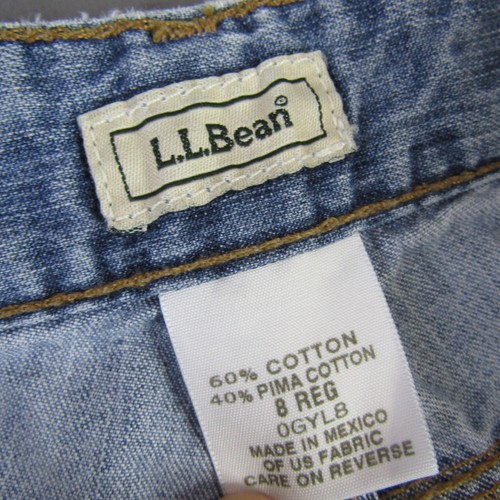 L.L.Bean
60% COTTON
40% PIMA COTTON
8 REG
0GYL8
MADE IN MEXICO
OF US FABRIC
CARE ON REVERSE